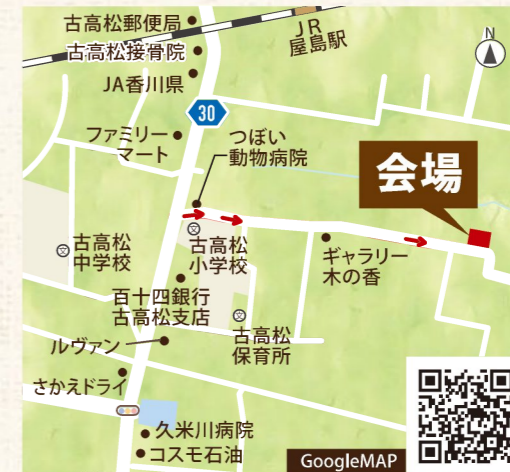 古高松郵便局
古高松接骨院
JA香川県
JR
屋島駅
N
30
ファミリー
マート
つぼい
動物病院
会場
古高松
中学校
文
古高松
小学校
文
ギャラリー
木の香
百十四銀行
古高松支店
古高松
保育所
文
ルヴァン
さかえドライ
久米川病院
コスモ石油
GoogleMAP